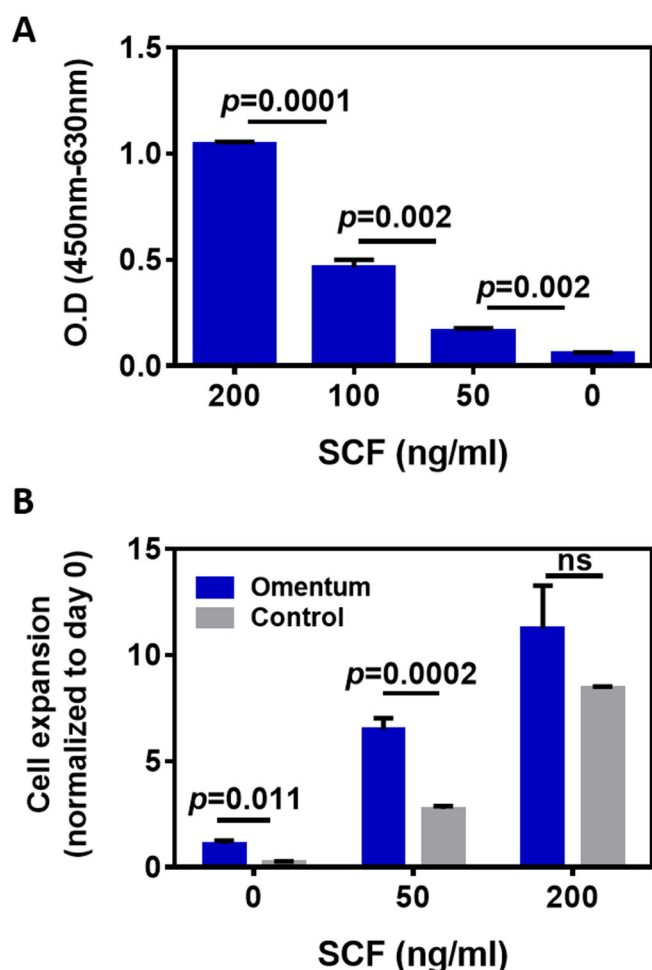 A
O.D (450nm-630nm)
1.5
1.0
0.5
0.0
p=0.0001
p=0.002
p=0.002
200 100 50 0
SCF (ng/ml)
B
Cell expansion
(normalized to day 0)
15
10
5
0
Omentum
Control
p=0.011
p=0.0002
ns
0 50 200
SCF (ng/ml)